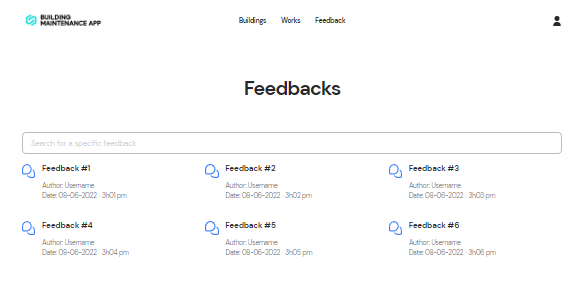 BUILDING
MAINTENANCE APP
Buildings Works Feedback
Feedbacks
Search for a specific feedback
Feedback #1
Author: Username
Date: 08-06-2022 · 3h01 pm
Feedback #2
Author: Username
Date: 08-06-2022 · 3h02 pm
Feedback #3
Author: Username
Date: 08-06-2022 · 3h03 pm
Feedback #4
Author: Username
Date: 08-06-2022 · 3h04 pm
Feedback #5
Author: Username
Date: 08-06-2022 · 3h05 pm
Feedback #6
Author: Username
Date: 08-06-2022 · 3h06 pm